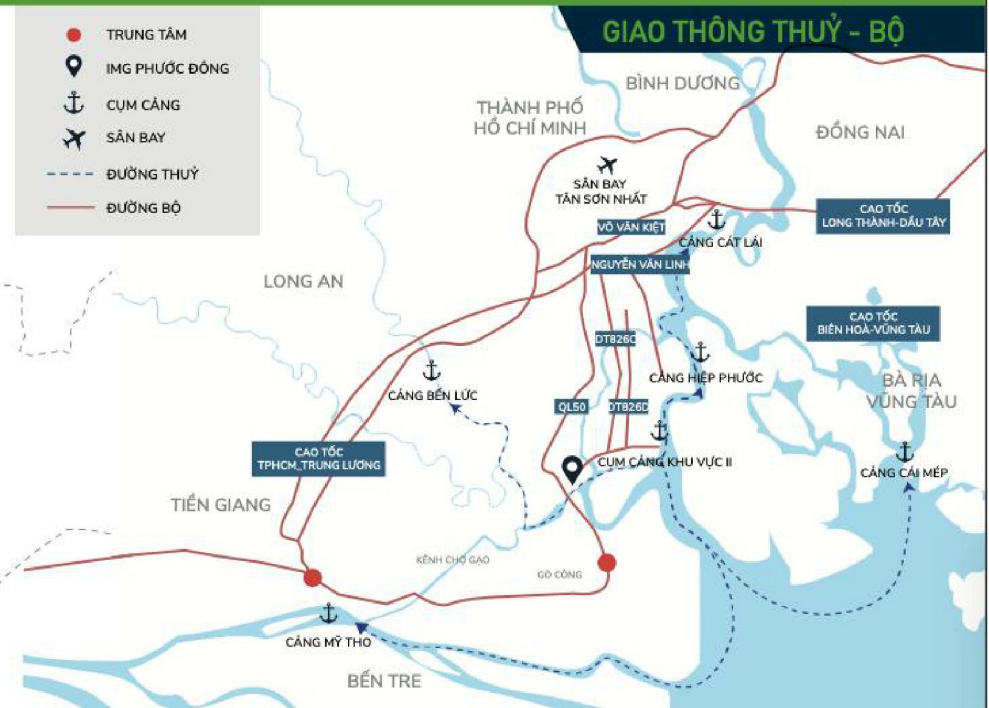 GIAO THÔNG THUỶ - BỘ
TRUNG TÂM
IMG PHƯỚC ĐÔNG
CỤM CẢNG
SÂN BAY
ĐƯỜNG THUỶ
ĐƯỜNG BỘ
BÌNH DƯƠNG
THÀNH PHỐ
HỒ CHÍ MINH
ĐỒNG NAI
SÂN BAY
TÂN SƠN NHẤT
CAO TỐC
LONG THÀNH-DẦU TÂY
VÕ VĂN KIỆT
CẢNG CÁT LÁI
NGUYỄN VĂN LINH
LONG AN
CAO TỐC
BIÊN HOÀ-VŨNG TÀU
DT826C
CẢNG HIỆP PHƯỚC
BÀ RỊA
VŨNG TÀU
CẢNG BẾN LỨC
QL50
DT826D
CAO TỐC
TPHCM_TRUNG LƯƠNG
CỤM CẢNG KHU VỰC II
CẢNG CÁI MÉP
TIỀN GIANG
KÊNH CHỢ GẠO
GÒ CÔNG
CẢNG MỸ THO
BẾN TRE